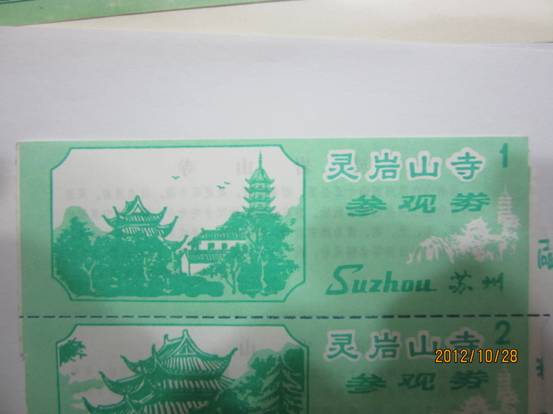 灵岩山寺 1
参观券
Suzhou 苏州
灵岩山寺 2
参观券
2012/10/28